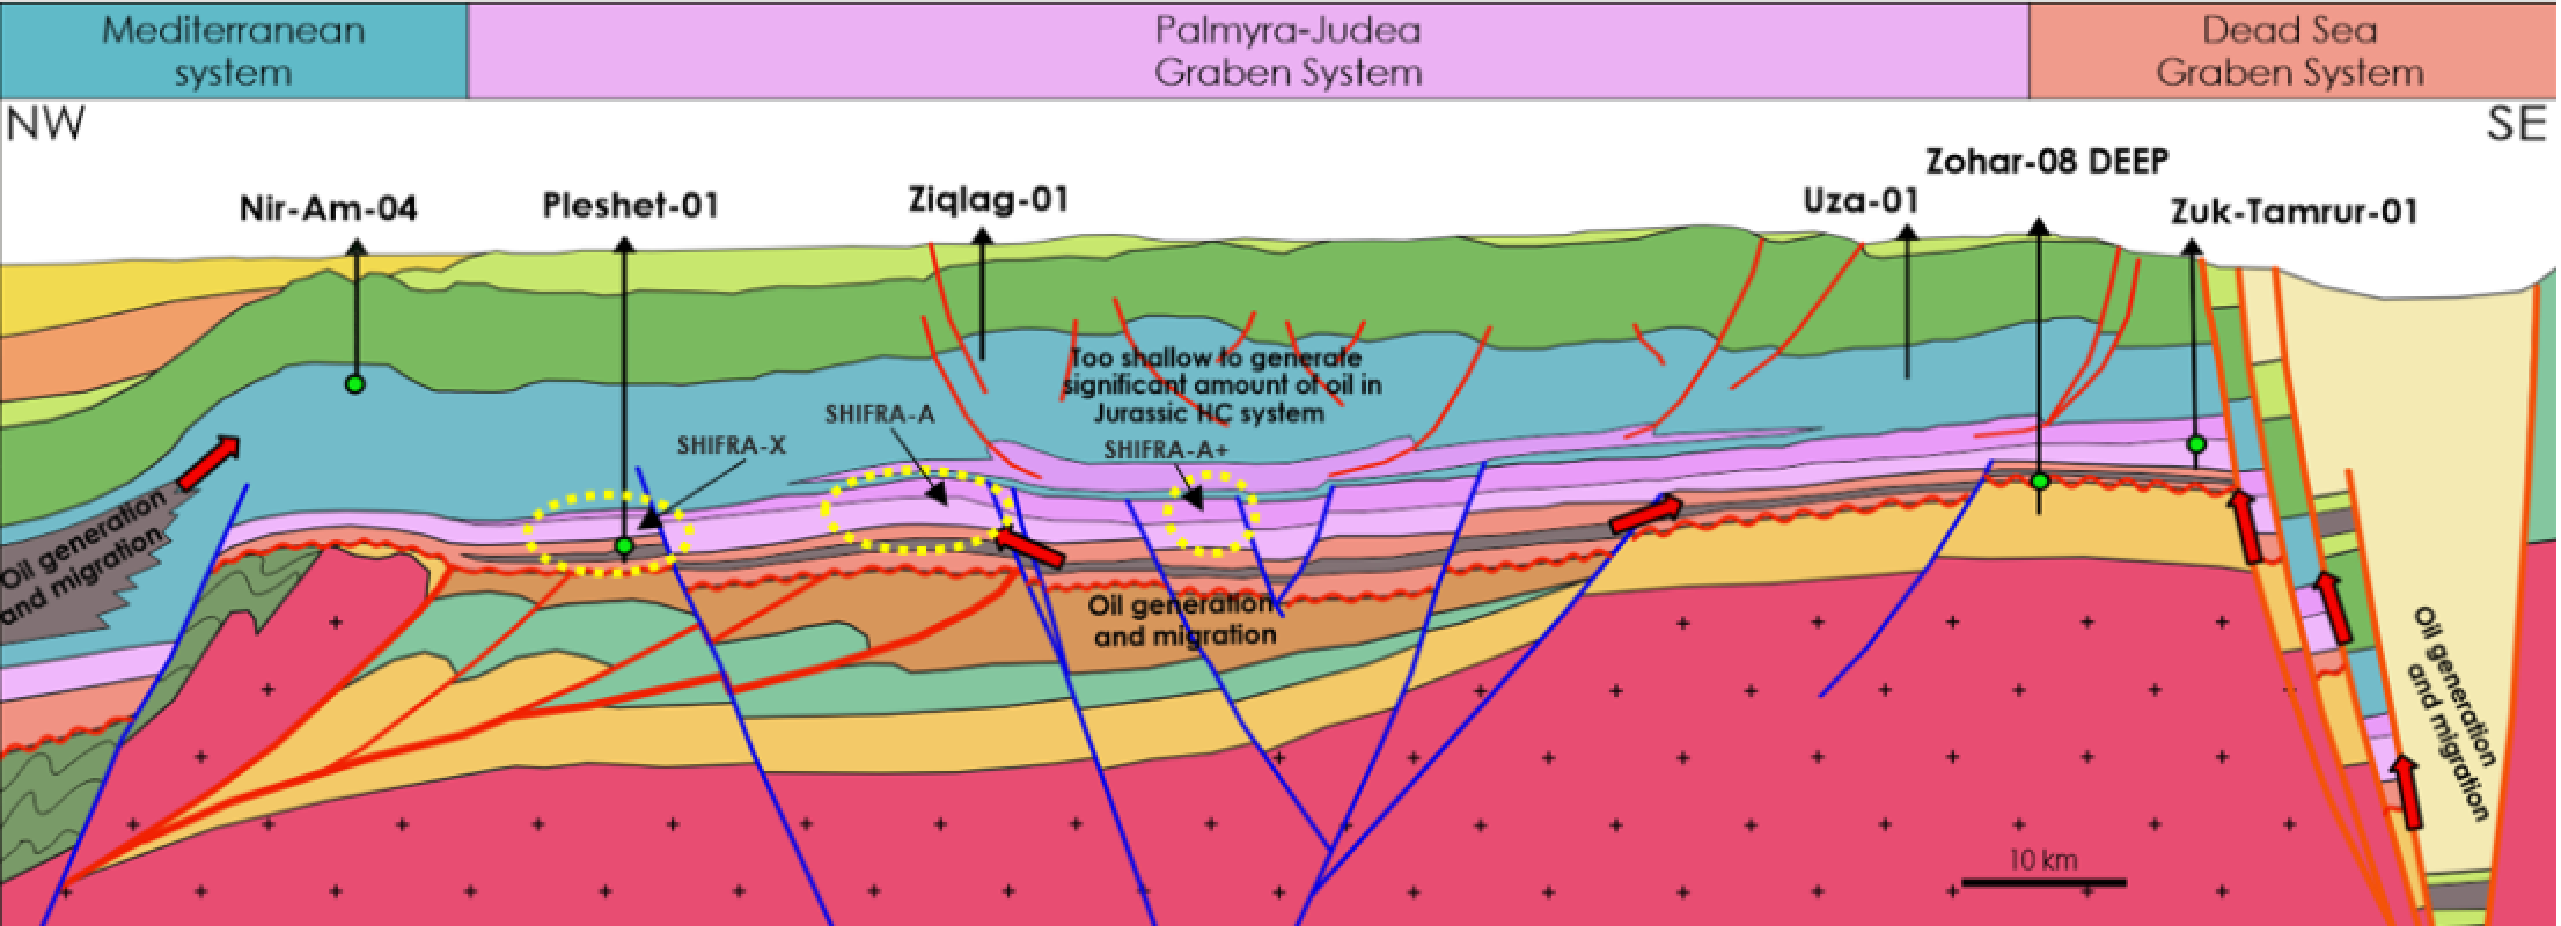 Mediterranean
system
Palmyra-Judea
Graben System
Dead Sea
Graben System
NW
SE
Nir-Am-04
Pleshet-01
Ziqlag-01
Uza-01
Zohar-08 DEEP
Zuk-Tamrur-01
Too shallow to generate
significant amount of oil in
Jurassic HC system
SHIFRA-A
SHIFRA-X
SHIFRA-A+
Oil generation
and migration
Oil generation
and migration
Oil generation
and migration
10 km